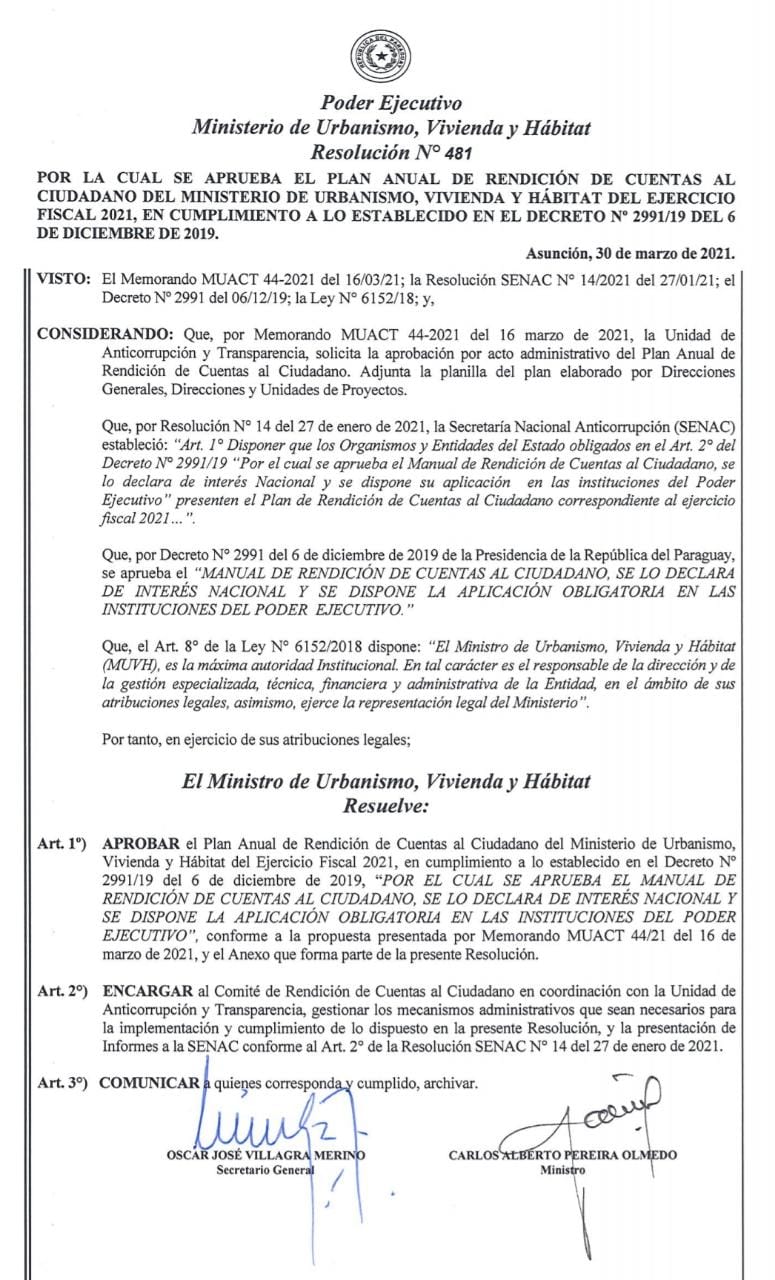 REPUBLICA DEL PARAGUAY
Poder Ejecutivo
Ministerio de Urbanismo, Vivienda y Hábitat
Resolución N° 481
POR LA CUAL SE APRUEBA EL PLAN ANUAL DE RENDICIÓN DE CUENTAS AL
CIUDADANO DEL MINISTERIO DE URBANISMO, VIVIENDA Y HÁBITAT DEL EJERCICIO
FISCAL 2021, EN CUMPLIMIENTO A LO ESTABLECIDO EN EL DECRETO Nº 2991/19 DEL 6
DE DICIEMBRE DE 2019.
Asunción, 30 de marzo de 2021.
VISTO: El Memorando MUACT 44-2021 del 16/03/21; la Resolución SENAC N° 14/2021 del 27/01/21; el
Decreto Nº 2991 del 06/12/19; la Ley N° 6152/18; y,
CONSIDERANDO: Que, por Memorando MUACT 44-2021 del 16 marzo de 2021, la Unidad de
Anticorrupción y Transparencia, solicita la aprobación por acto administrativo del Plan Anual de
Rendición de Cuentas al Ciudadano. Adjunta la planilla del plan elaborado por Direcciones
Generales, Direcciones y Unidades de Proyectos.
Que, por Resolución N° 14 del 27 de enero de 2021, la Secretaría Nacional Anticorrupción (SENAC)
estableció: “Art. 1° Disponer que los Organismos y Entidades del Estado obligados en el Art. 2° del
Decreto N° 2991/19 “Por el cual se aprueba el Manual de Rendición de Cuentas al Ciudadano, se
lo declara de interés Nacional y se dispone su aplicación en las instituciones del Poder
Ejecutivo” presenten el Plan de Rendición de Cuentas al Ciudadano correspondiente al ejercicio
fiscal 2021…”.
Que, por Decreto N° 2991 del 6 de diciembre de 2019 de la Presidencia de la República del Paraguay,
se aprueba el “MANUAL DE RENDICIÓN DE CUENTAS AL CIUDADANO, SE LO DECLARA
DE INTERÉS NACIONAL Y SE DISPONE LA APLICACIÓN OBLIGATORIA EN LAS
INSTITUCIONES DEL PODER EJECUTIVO.”
Que, el Art. 8° de la Ley N° 6152/2018 dispone: “El Ministro de Urbanismo, Vivienda y Hábitat
(MUVH), es la máxima autoridad Institucional. En tal carácter es el responsable de la dirección y de
la gestión especializada, técnica, financiera y administrativa de la Entidad, en el ámbito de sus
atribuciones legales, asimismo, ejerce la representación legal del Ministerio”.
Por tanto, en ejercicio de sus atribuciones legales;
El Ministro de Urbanismo, Vivienda y Hábitat
Resuelve:
Art. 1º) APROBAR el Plan Anual de Rendición de Cuentas al Ciudadano del Ministerio de Urbanismo,
Vivienda y Hábitat del Ejercicio Fiscal 2021, en cumplimiento a lo establecido en el Decreto N°
2991/19 del 6 de diciembre de 2019, “POR EL CUAL SE APRUEBA EL MANUAL DE
RENDICIÓN DE CUENTAS AL CIUDADANO, SE LO DECLARA DE INTERÉS NACIONAL Y
SE DISPONE LA APLICACIÓN OBLIGATORIA EN LAS INSTITUCIONES DEL PODER
EJECUTIVO”, conforme a la propuesta presentada por Memorando MUACT 44/21 del 16 de
marzo de 2021, y el Anexo que forma parte de la presente Resolución.
Art. 2°) ENCARGAR al Comité de Rendición de Cuentas al Ciudadano en coordinación con la Unidad de
Anticorrupción y Transparencia, gestionar los mecanismos administrativos que sean necesarios para
la implementación y cumplimiento de lo dispuesto en la presente Resolución, y la presentación de
Informes a la SENAC conforme al Art. 2° de la Resolución SENAC N° 14 del 27 de enero de 2021.
Art. 3°) COMUNICAR a quienes corresponda y cumplido, archivar.
OSCAR JOSÉ VILLAGRA MERINO
Secretario General
CARLOS ALBERTO PEREIRA OLMEDO
Ministro